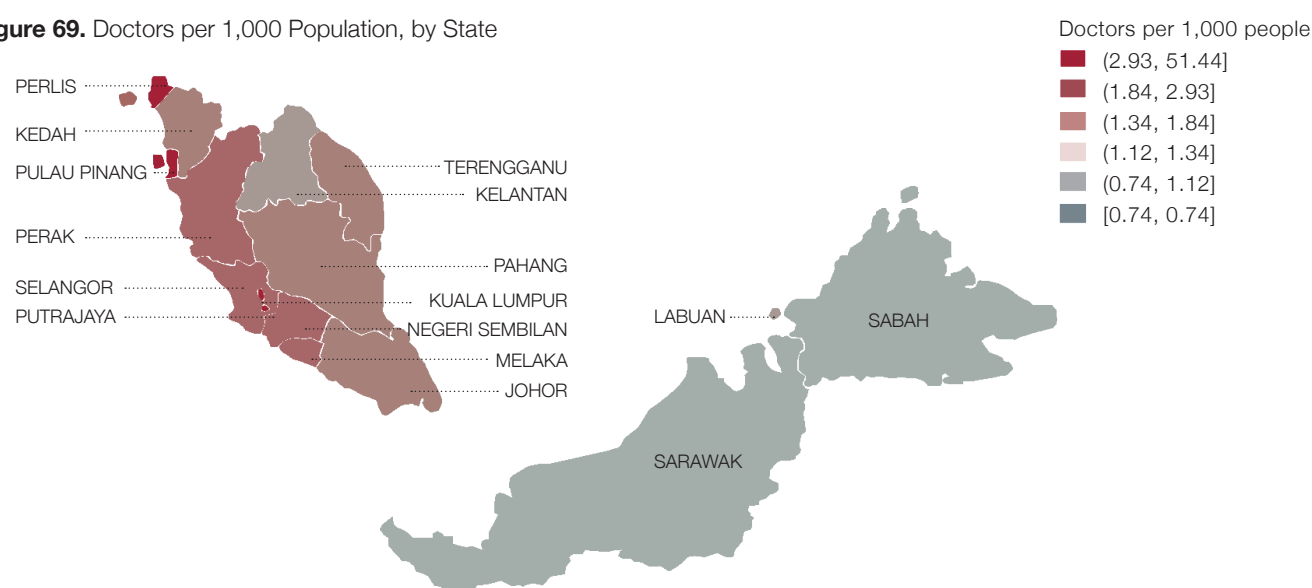 gure 69. Doctors per 1,000 Population, by State
Doctors per 1,000 people
(2.93, 51.44]
(1.84, 2.93]
(1.34, 1.84]
(1.12, 1.34]
(0.74, 1.12]
[0.74, 0.74]
PERLIS
KEDAH
PULAU PINANG
PERAK
SELANGOR
PUTRAJAYA
TERENGGANU
KELANTAN
PAHANG
KUALA LUMPUR
NEGERI SEMBILAN
MELAKA
JOHOR
LABUAN
SABAH
SARAWAK